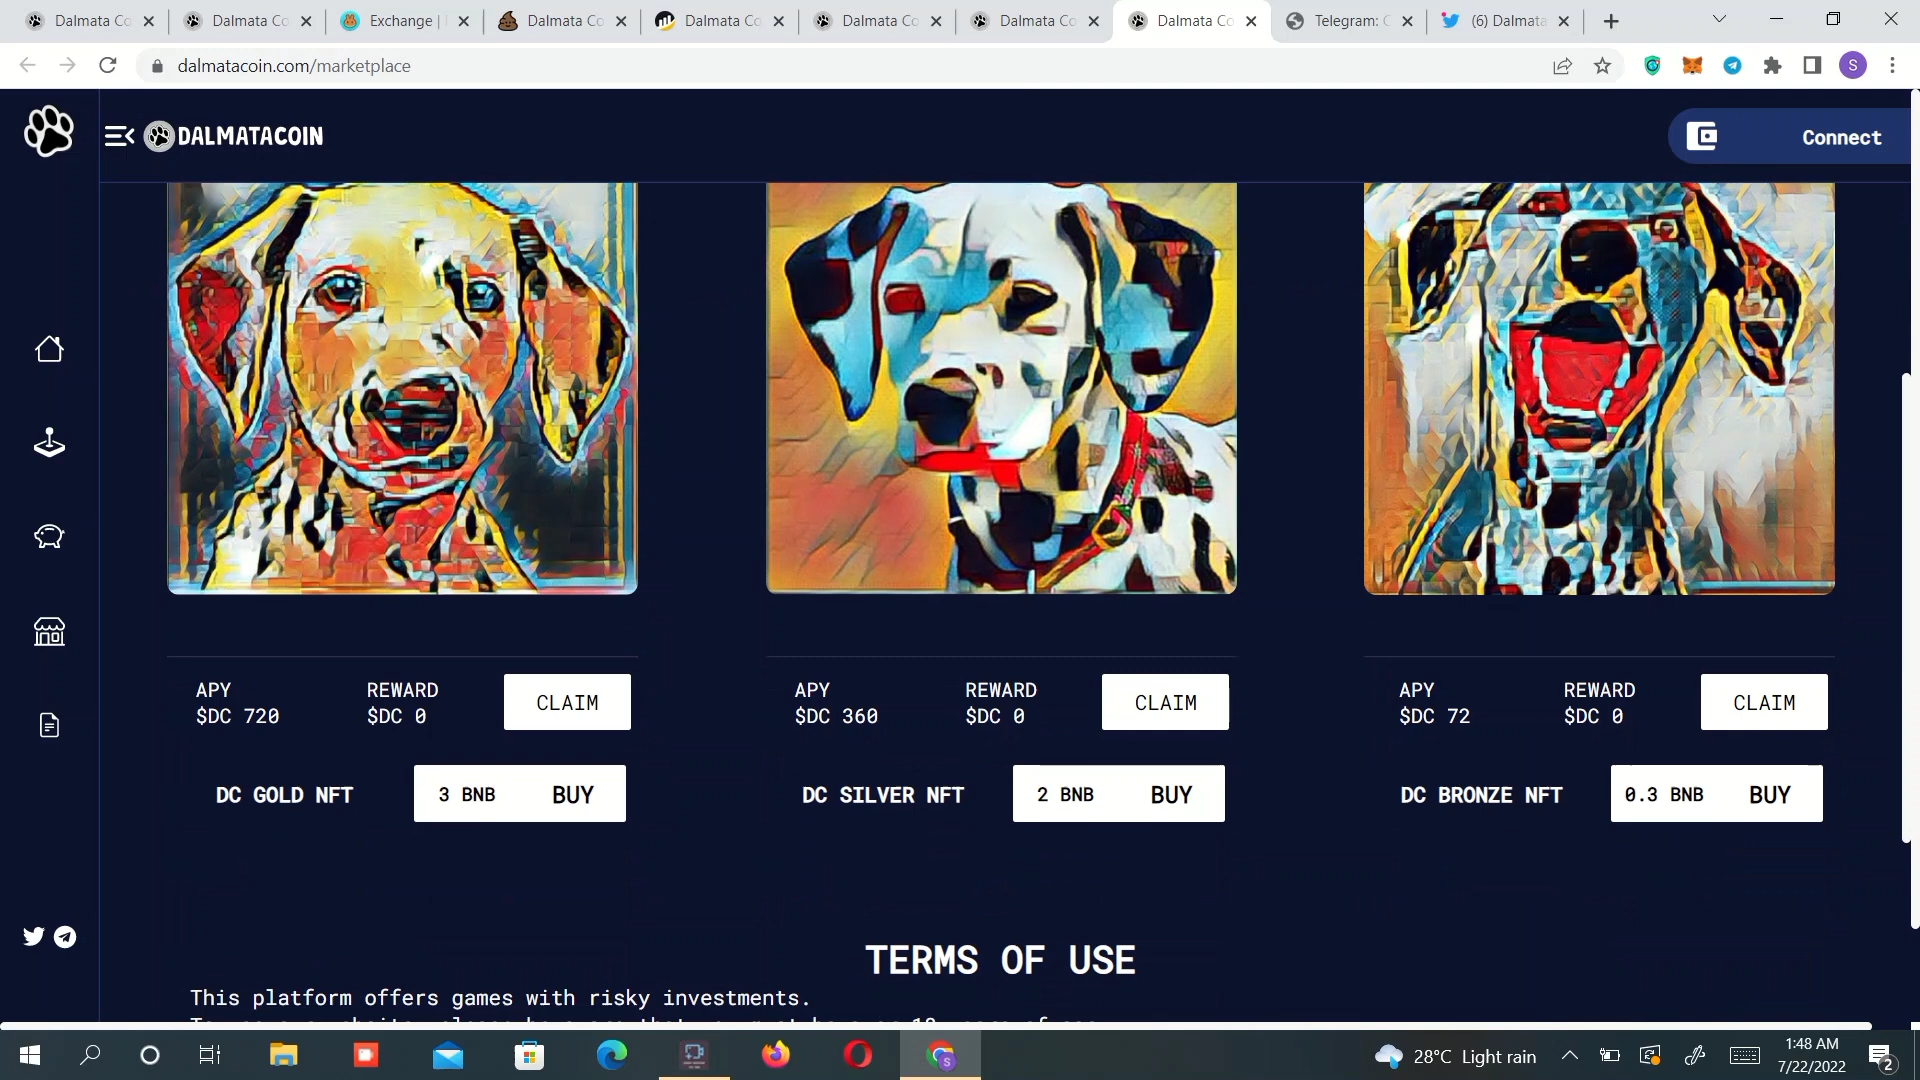 Dalmata Co
Dalmata Co
Exchange |
Dalmata Co
Dalmata Co
Dalmata Co
Dalmata Co
Dalmata Co
Telegram: C
(6) Dalmata
dalmatacoin.com/marketplace
S
DALMATACOIN
Connect
APY
$DC 720
REWARD
$DC 0
CLAIM
APY
$DC 360
REWARD
$DC 0
CLAIM
APY
$DC 72
REWARD
$DC 0
CLAIM
DC GOLD NFT
3 BNB BUY
DC SILVER NFT
2 BNB BUY
DC BRONZE NFT
0.3 BNB BUY
TERMS OF USE
This platform offers games with risky investments.
28°C Light rain
1:48 AM
7/22/2022
2